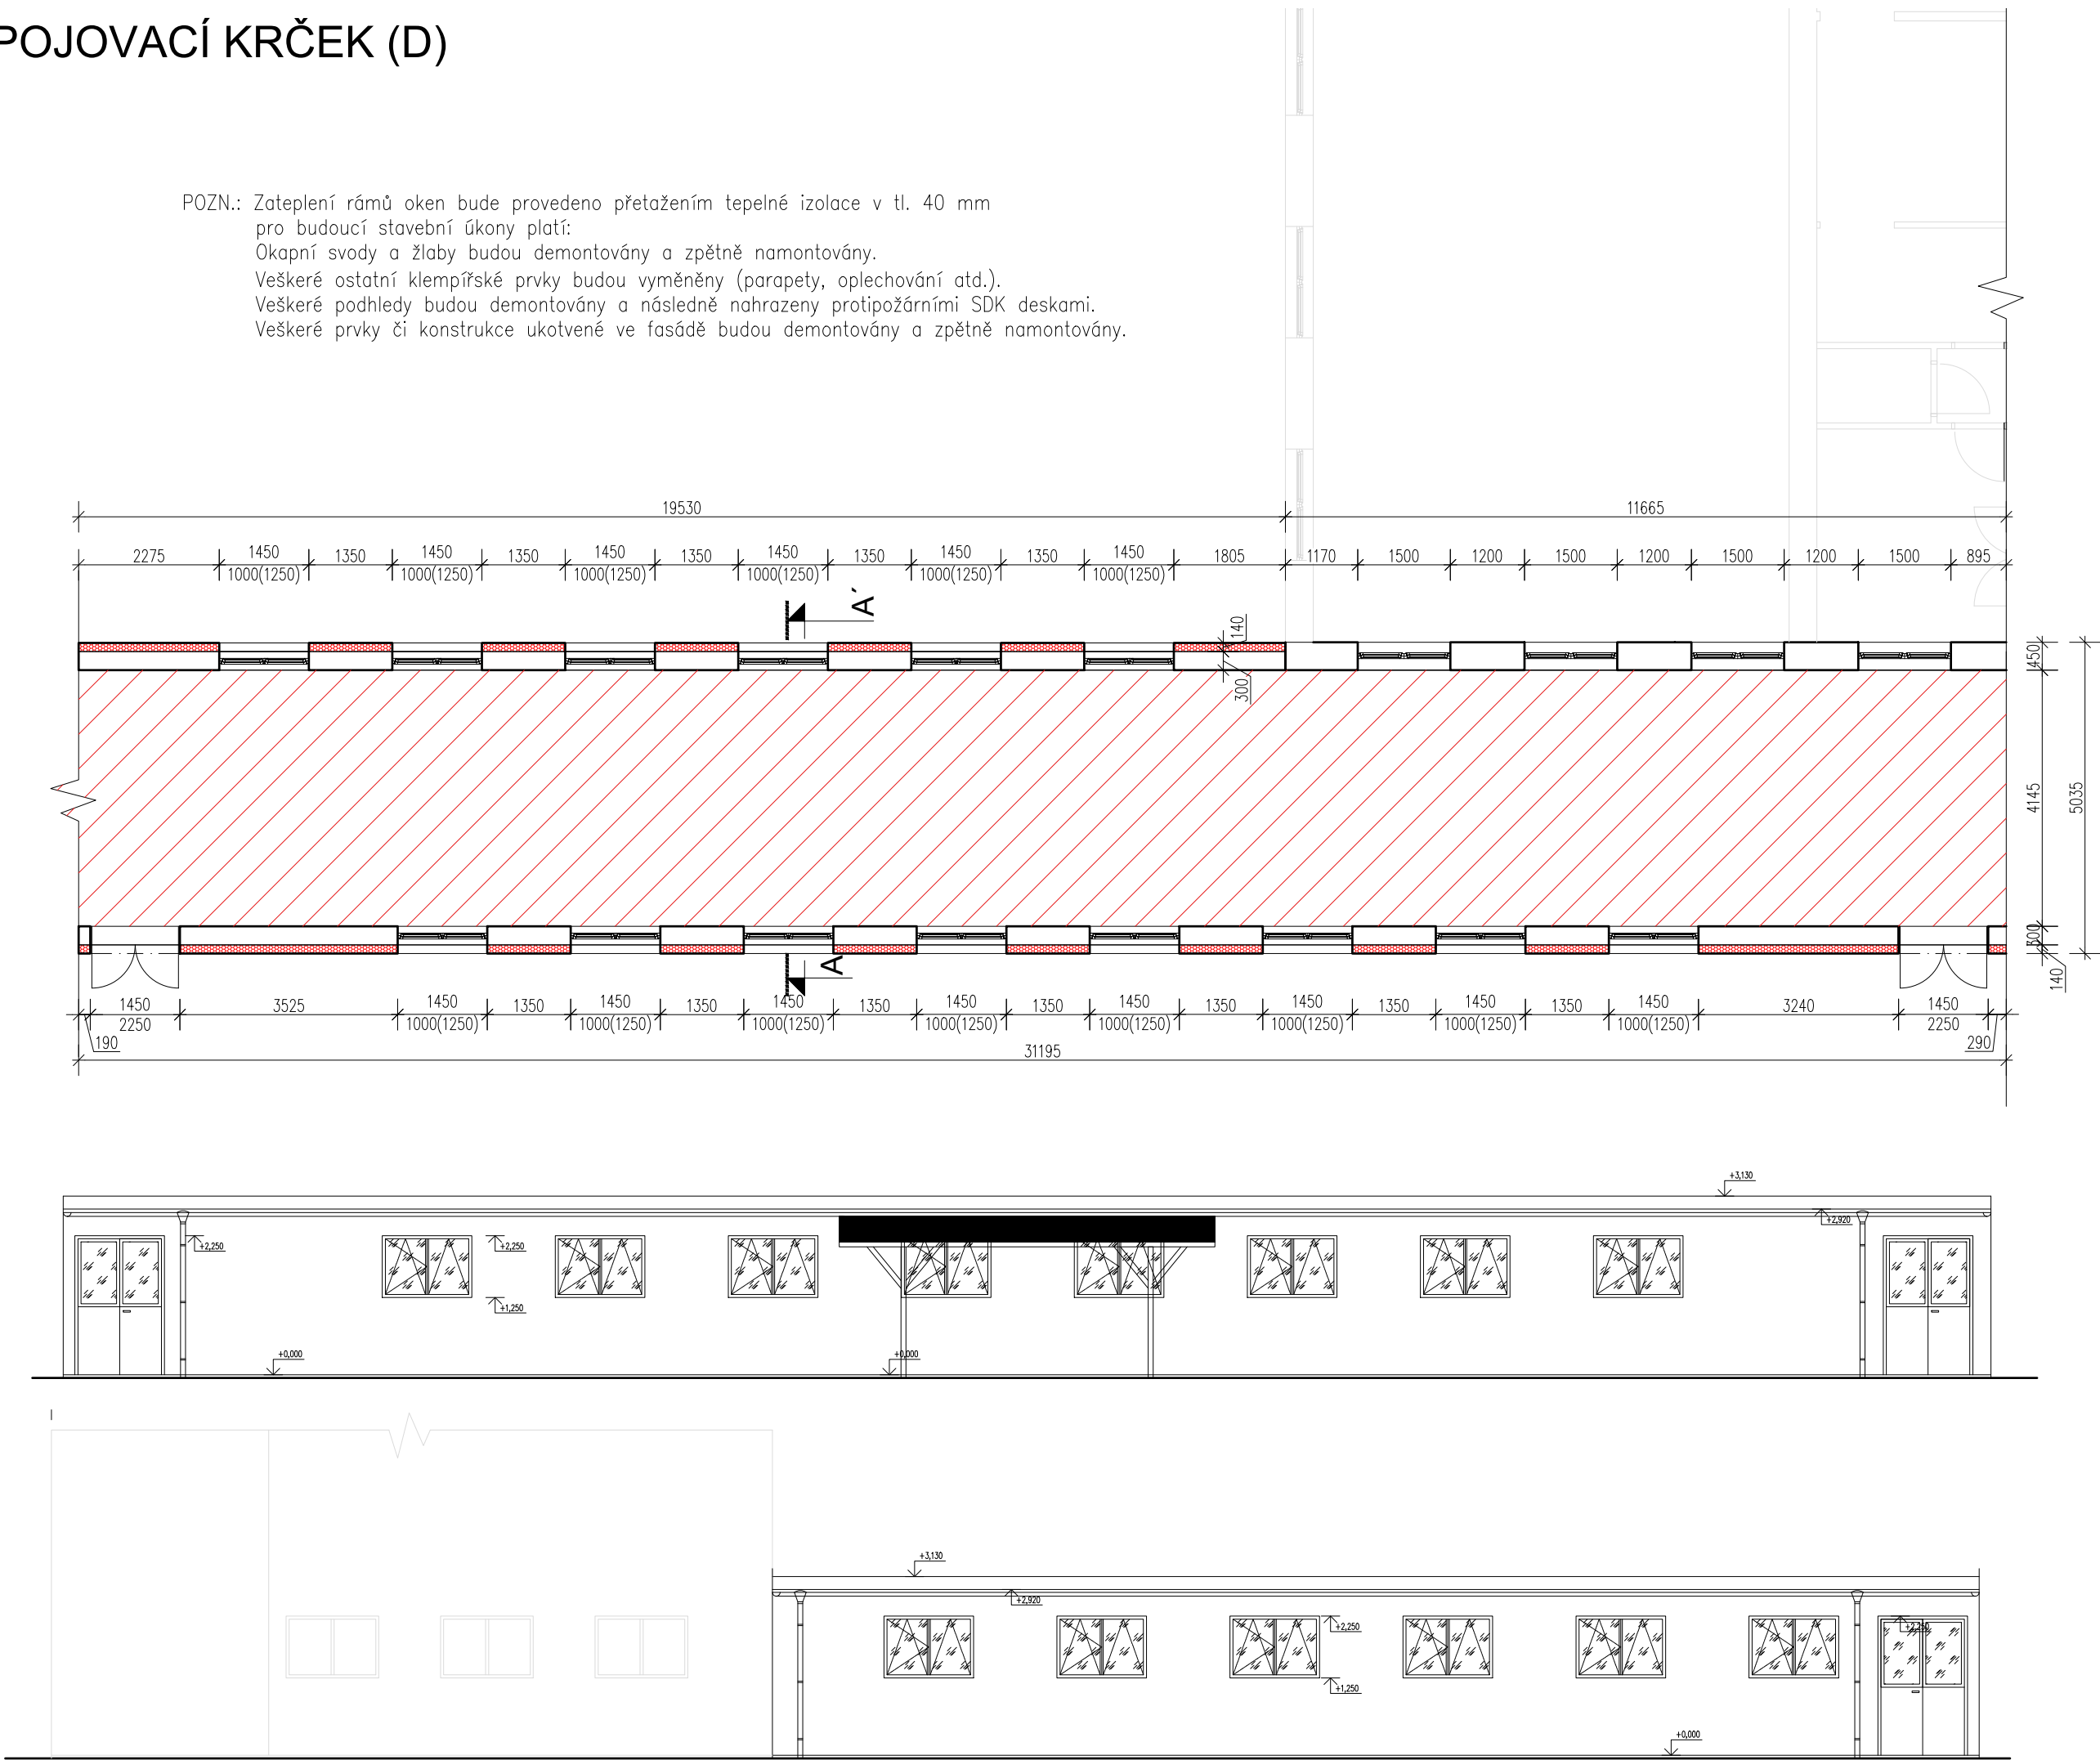 POJOVACÍ KRČEK (D)
POZN.: Zateplení rámů oken bude provedeno přetažením tepelné izolace v tl. 40 mm
pro budoucí stavební úkony platí:
Okapní svody a žlaby budou demontovány a zpětně namontovány.
Veškeré ostatní klempířské prvky budou vyměněny (parapety, oplechování atd.).
Veškeré podhledy budou demontovány a následně nahrazeny protipožárními SDK deskami.
Veškeré prvky či konstrukce ukotvené ve fasádě budou demontovány a zpětně namontovány.
19530 11665
2275 1450 1350 1450 1350 1450 1350 1450 1350 1450 1350 1450 1805 1170 1500 1200 1500 1200 1500 1200 1500 895
1000(1250) 1000(1250) 1000(1250) 1000(1250) 1000(1250) 1000(1250)
A´
140
300
450
4145
5035
300
140
A
1450 3525 1450 1350 1450 1350 1450 1350 1450 1350 1450 1350 1450 1350 1450 1350 1450 3240 1450
2250 1000(1250) 1000(1250) 1000(1250) 1000(1250) 1000(1250) 1000(1250) 1000(1250) 1000(1250) 2250
190 290
31195
+3,130
+2,920
+2,250 +2,250
+1,250
+0,000 +0,000
+3,130
+2,920
+2,250 +2,250
+1,250
+0,000